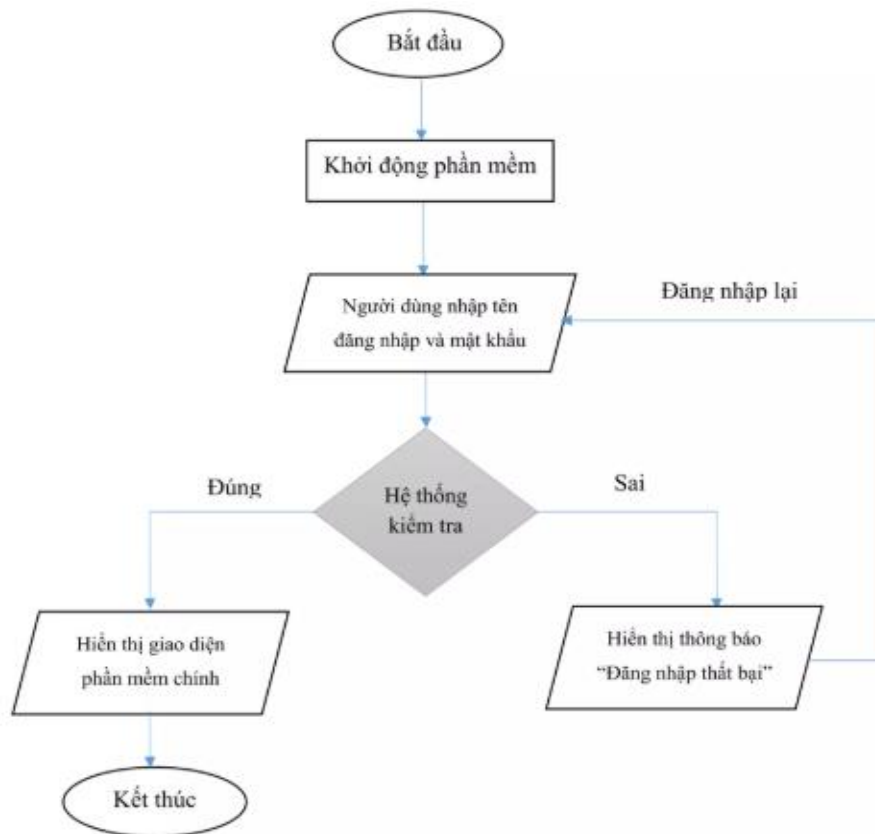 Bắt đầu
Khởi động phần mềm
Người dùng nhập tên
đăng nhập và mật khẩu
Đăng nhập lại
Hệ thống
kiểm tra
Đúng
Sai
Hiển thị giao diện
phần mềm chính
Hiển thị thông báo
“Đăng nhập thất bại”
Kết thúc